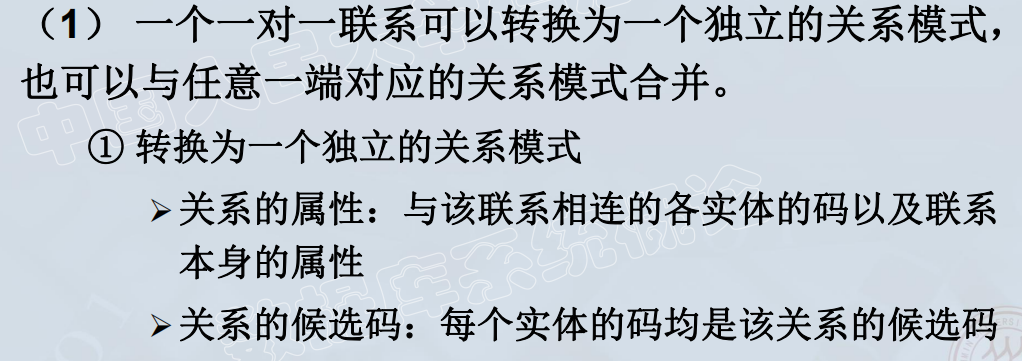 （1） 一个一对一联系可以转换为一个独立的关系模式，
也可以与任意一端对应的关系模式合并。
① 转换为一个独立的关系模式
➢关系的属性：与该联系相连的各实体的码以及联系
本身的属性
➢关系的候选码：每个实体的码均是该关系的候选码